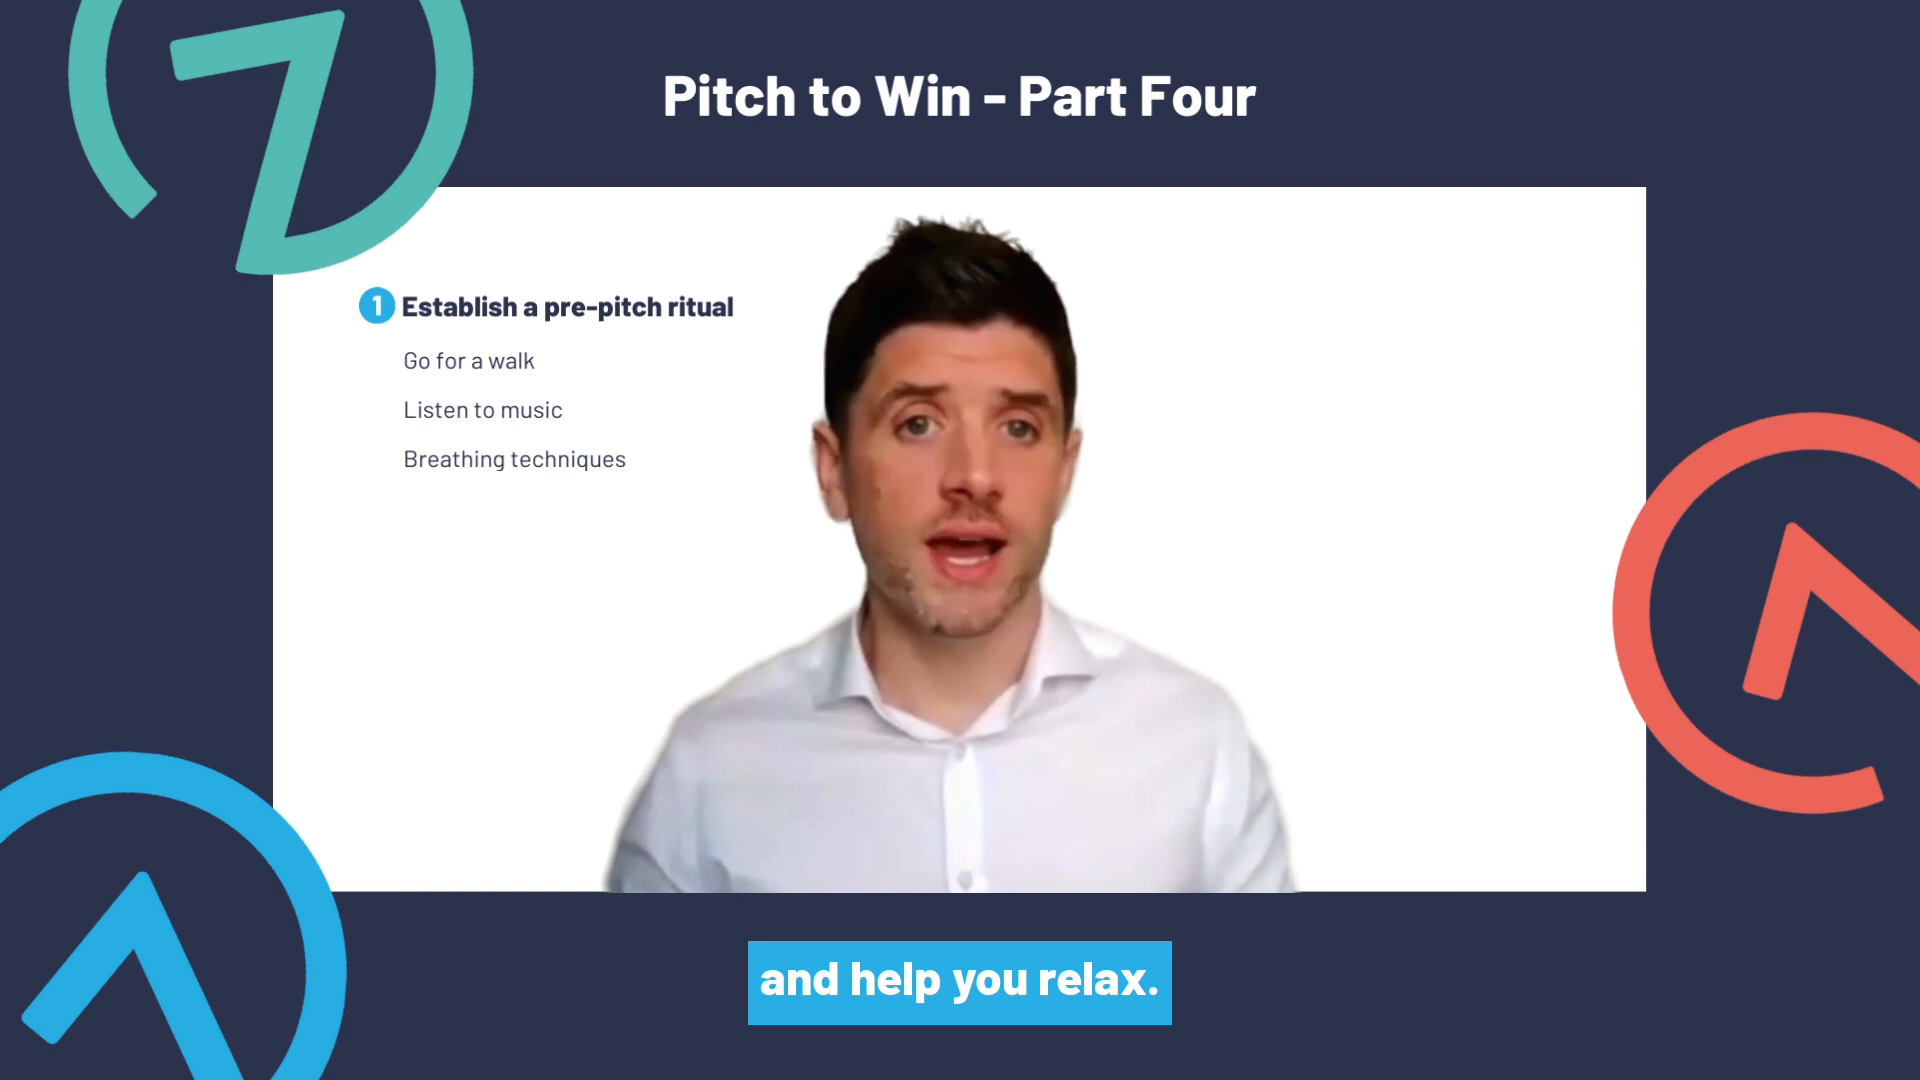 Pitch to Win - Part Four
1 Establish a pre-pitch ritual
Go for a walk
Listen to music
Breathing techniques
and help you relax.